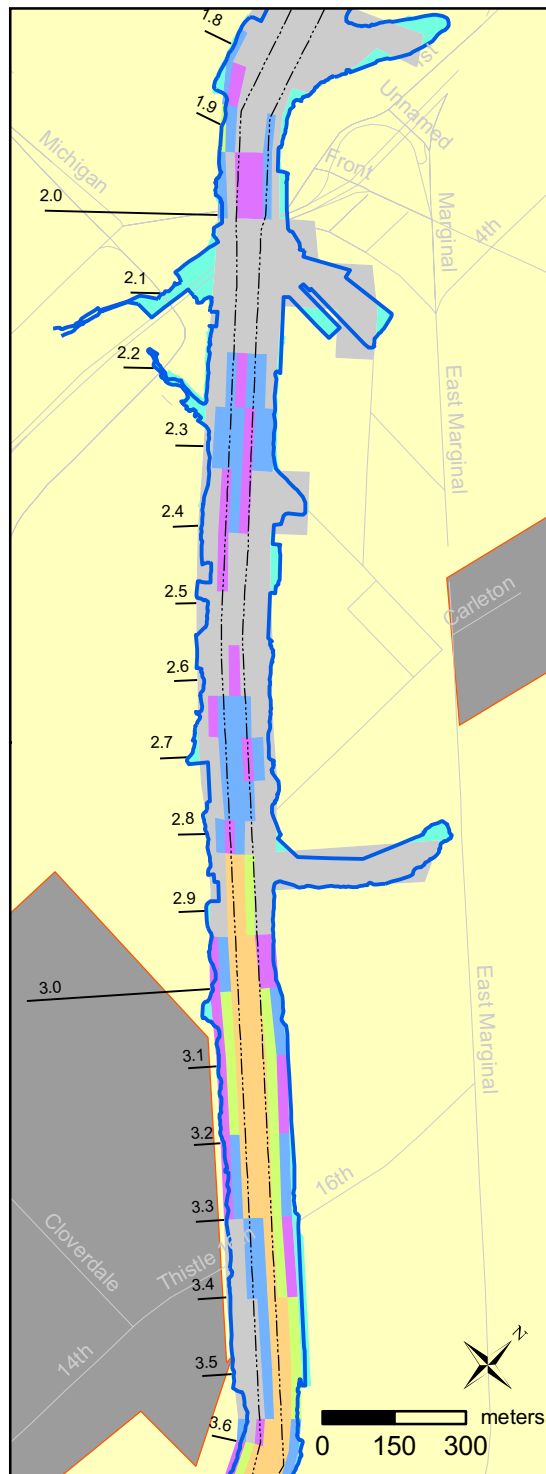 1.8
1st
1.9
Unnamed
Michigan
Front
2.0
Marginal
4th
2.1
2.2
East Marginal
2.3
2.4
2.5
Carleton
2.6
2.7
2.8
2.9
3.0
East Marginal
3.1
3.2
16th
3.3
Cloverdale
Thistle
3.4
14th
3.5
N
3.6
meters
0 150 300